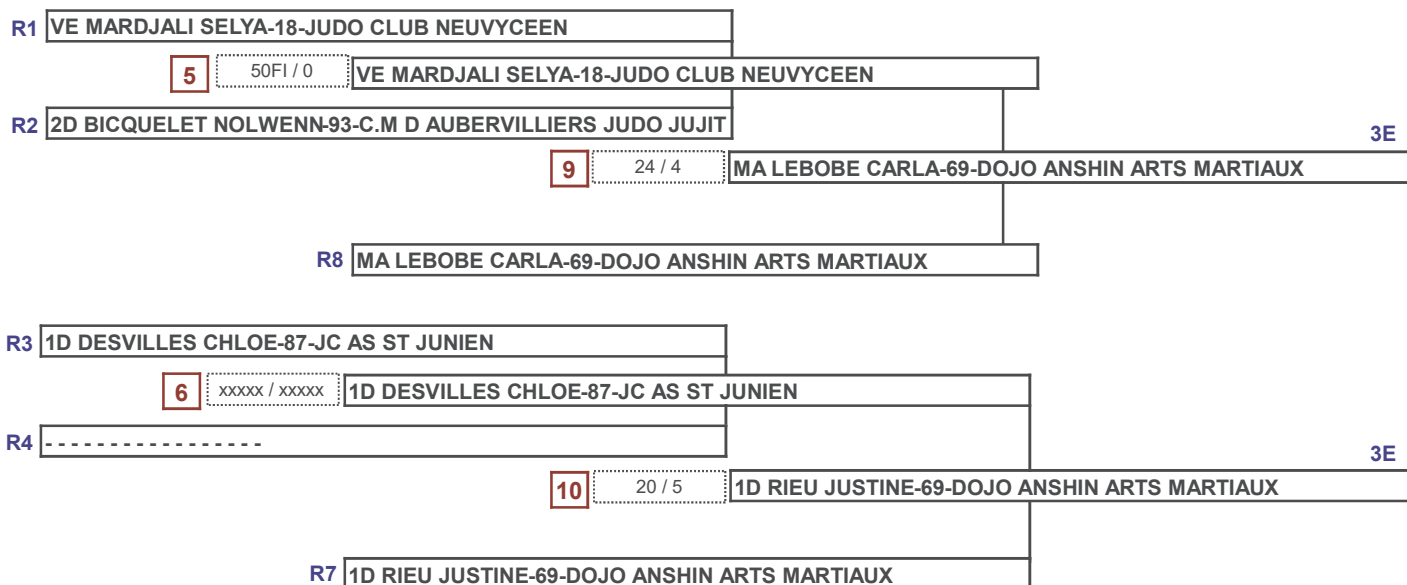 R1 VE MARDJALI SELYA-18-JUDO CLUB NEUVYCEEN
5 50FI / 0 VE MARDJALI SELYA-18-JUDO CLUB NEUVYCEEN
R2 2D BICQUELET NOLWENN-93-C.M D AUBERVILLIERS JUDO JUJIT
3E
9 24 / 4 MA LEBOBE CARLA-69-DOJO ANSHIN ARTS MARTIAUX
R8 MA LEBOBE CARLA-69-DOJO ANSHIN ARTS MARTIAUX
R3 1D DESVILLES CHLOE-87-JC AS ST JUNIEN
6 xxxxx / xxxxx 1D DESVILLES CHLOE-87-JC AS ST JUNIEN
R4 - - - - - - - - - - - - - - - - -
3E
10 20 / 5 1D RIEU JUSTINE-69-DOJO ANSHIN ARTS MARTIAUX
R7 1D RIEU JUSTINE-69-DOJO ANSHIN ARTS MARTIAUX